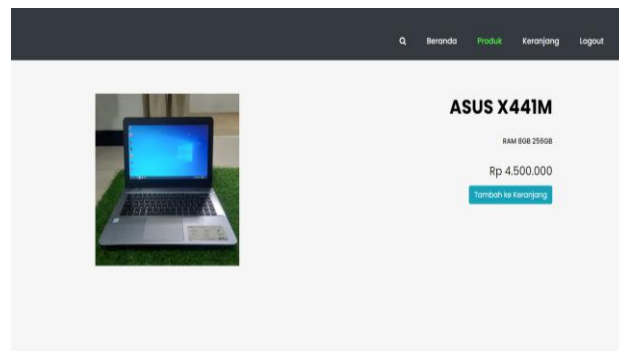 Beranda Produk Keranjang Logout
ASUS X441M
RAM 8GB 256GB
Rp 4.500.000
Tambah ke Keranjang